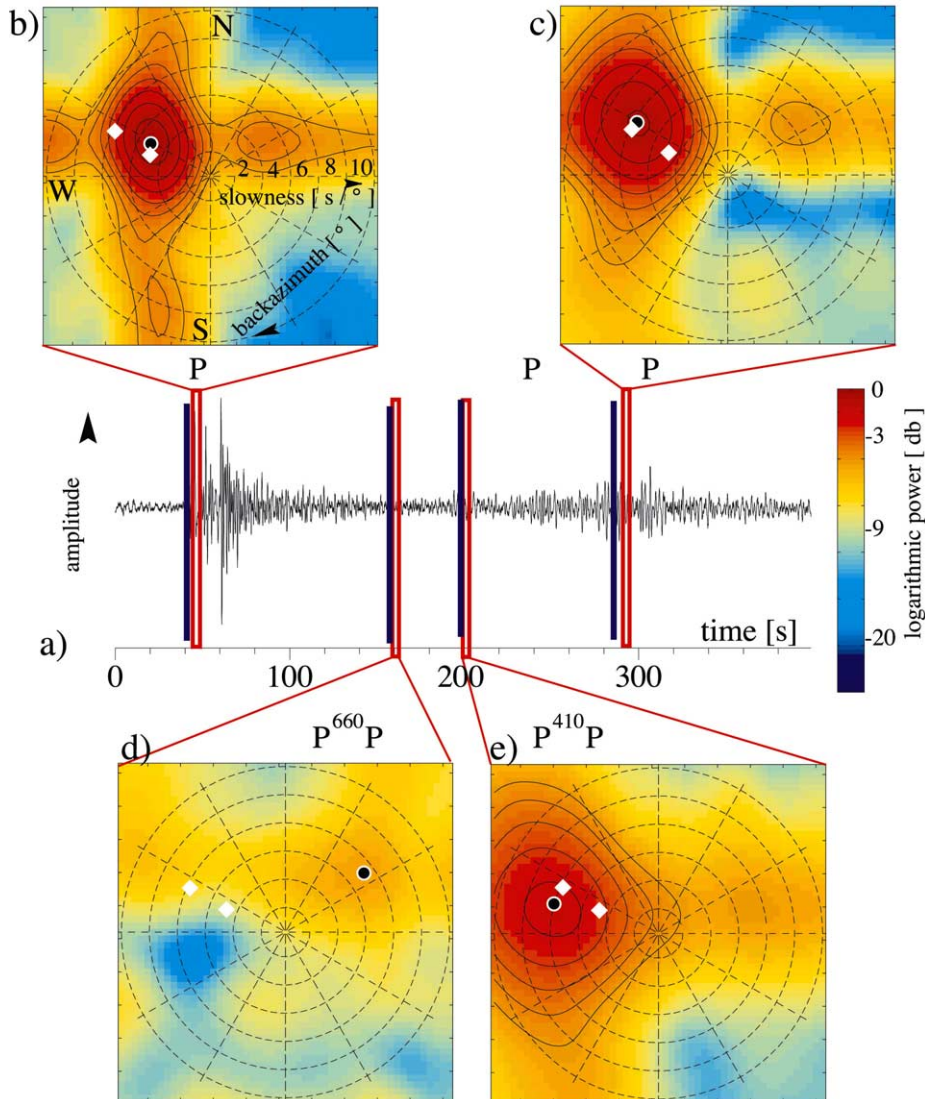 b)
N
c)
W
2 4 6 8 10
slowness [ s / ° ]
backazimuth [ ° ]
S
P
P
P
amplitude
0
-3
-9
-20
logarithmic power [ db ]
a)
time [s]
0 100 200 300
d)
P660P
e)
P410P